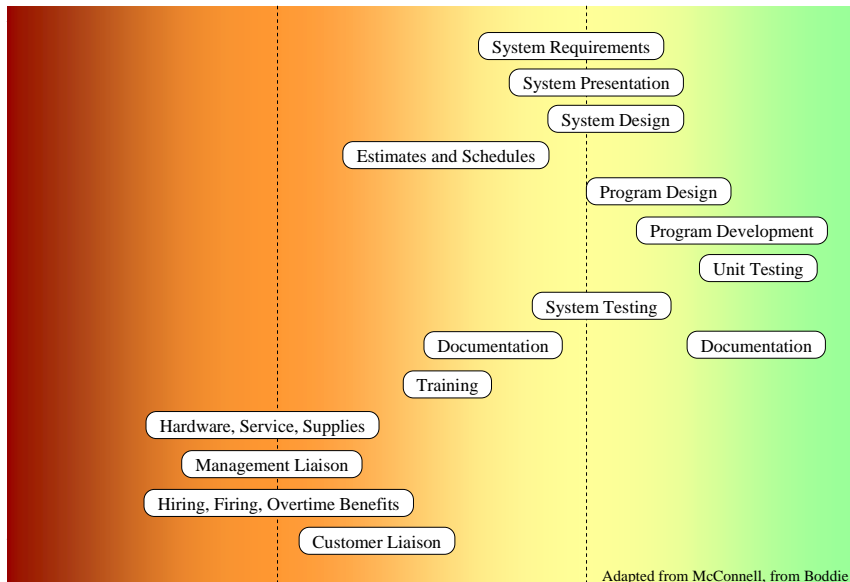 System Requirements
System Presentation
System Design
Estimates and Schedules
Program Design
Program Development
Unit Testing
System Testing
Documentation
Documentation
Training
Hardware, Service, Supplies
Management Liaison
Hiring, Firing, Overtime Benefits
Customer Liaison
Adapted from McConnell, from Boddie